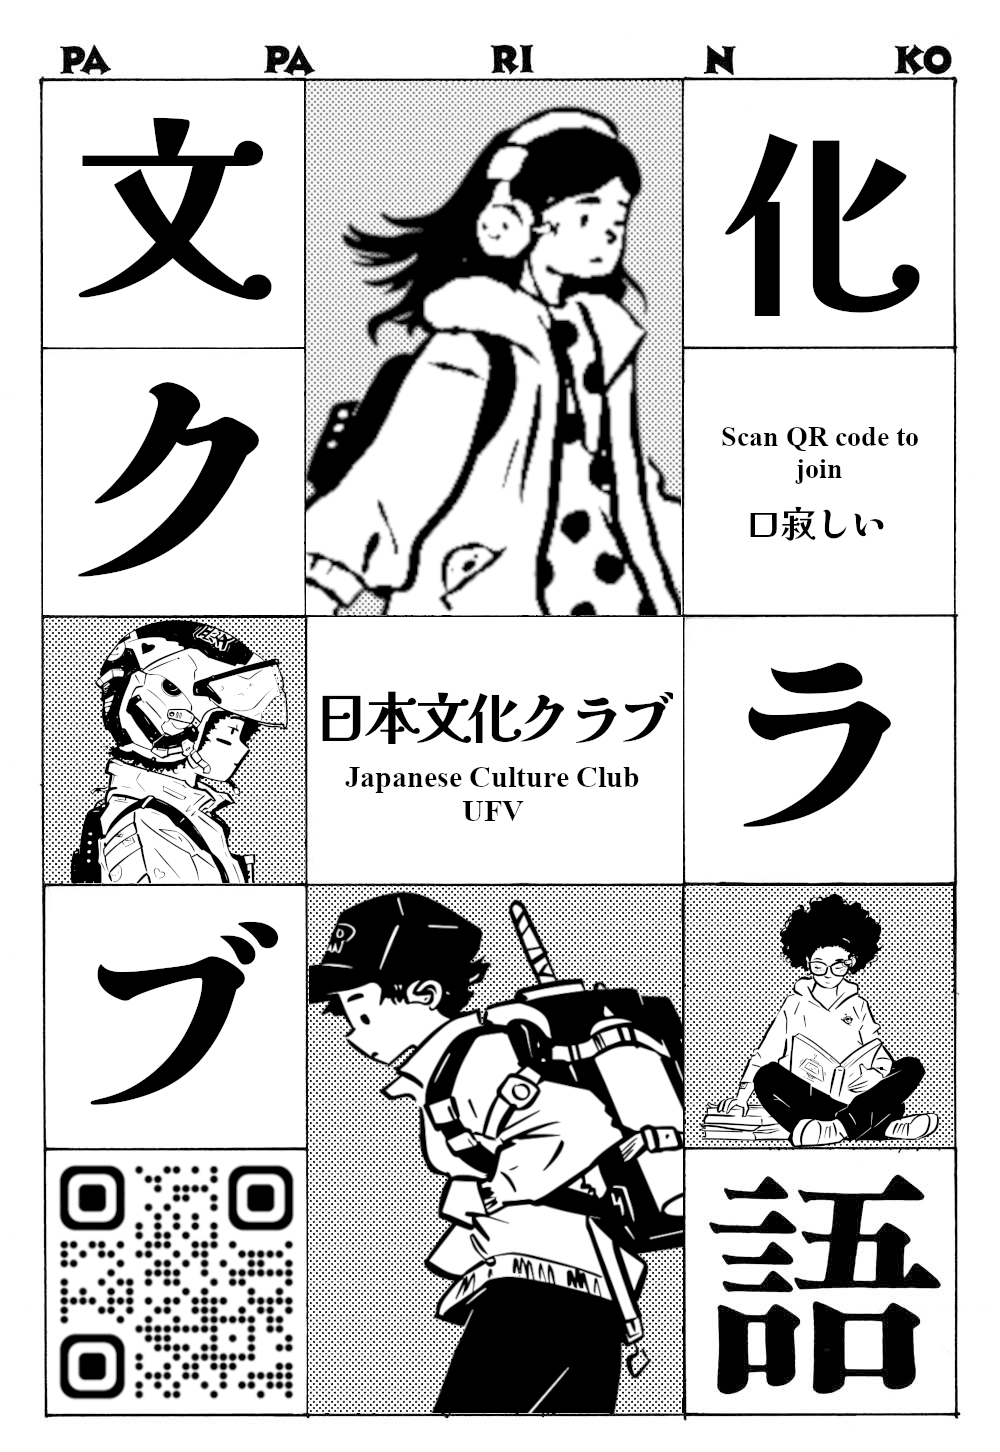 PA PA RI N KO
文 化
ク
Scan QR code to
join
口寂しい
日本文化クラブ
Japanese Culture Club
UFV
ラ
ブ
語